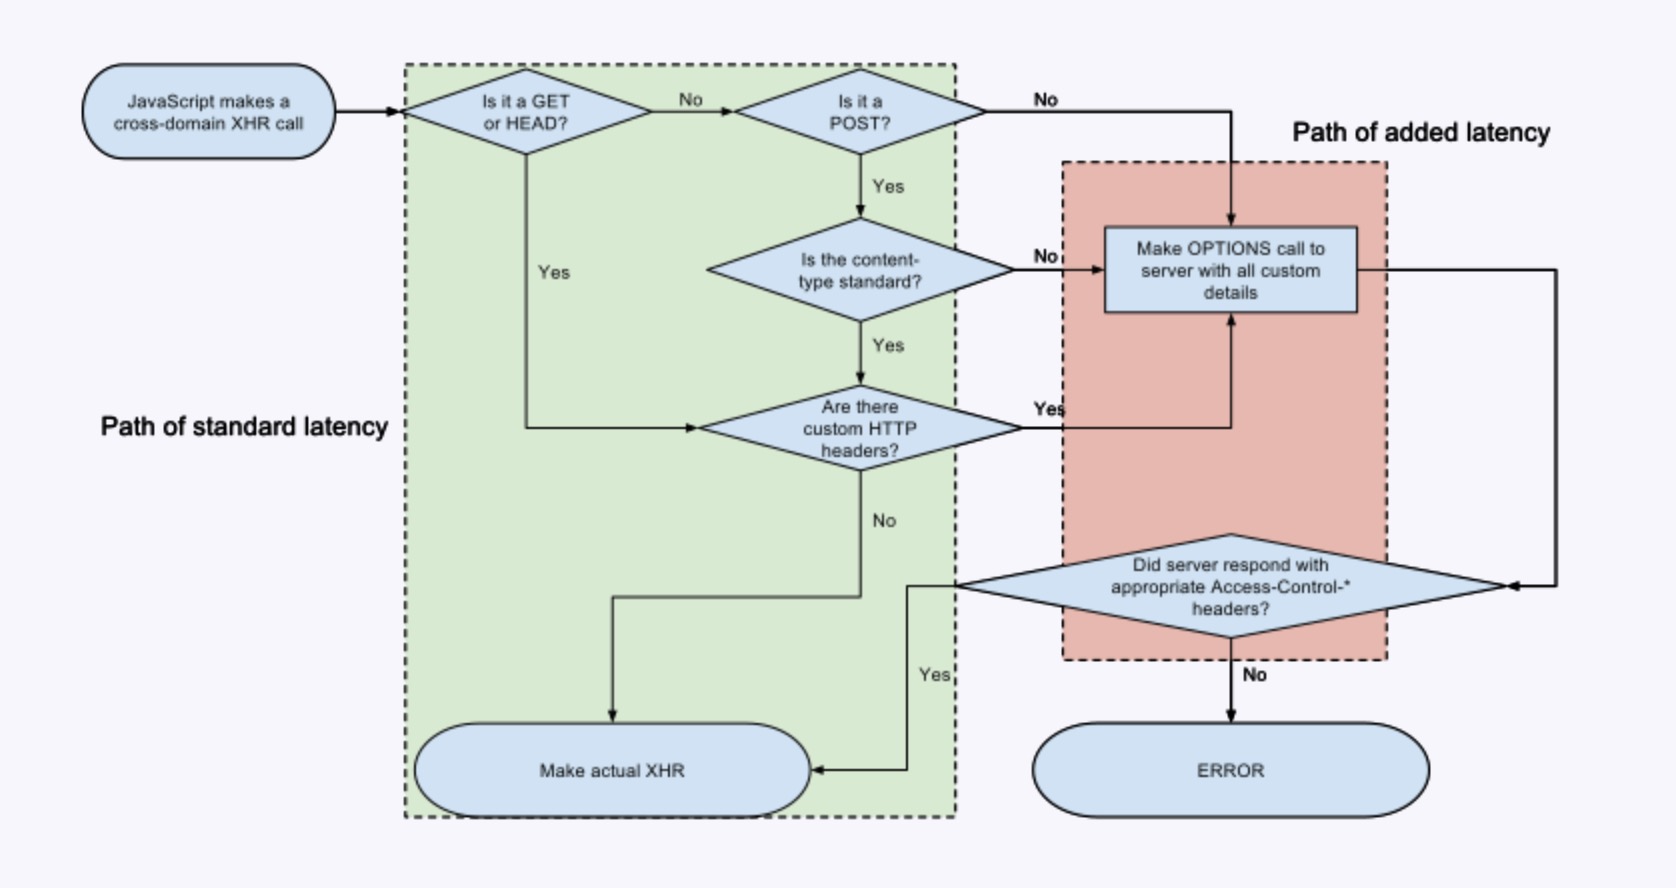 JavaScript makes a
cross-domain XHR call
Is it a GET
or HEAD?
No
Is it a
POST?
No
Path of added latency
Yes
Yes
Is the content-
type standard?
No
Make OPTIONS call to
server with all custom
details
Yes
Path of standard latency
Are there
custom HTTP
headers?
Yes
No
Did server respond with
appropriate Access-Control-*
headers?
Yes
No
Make actual XHR
ERROR